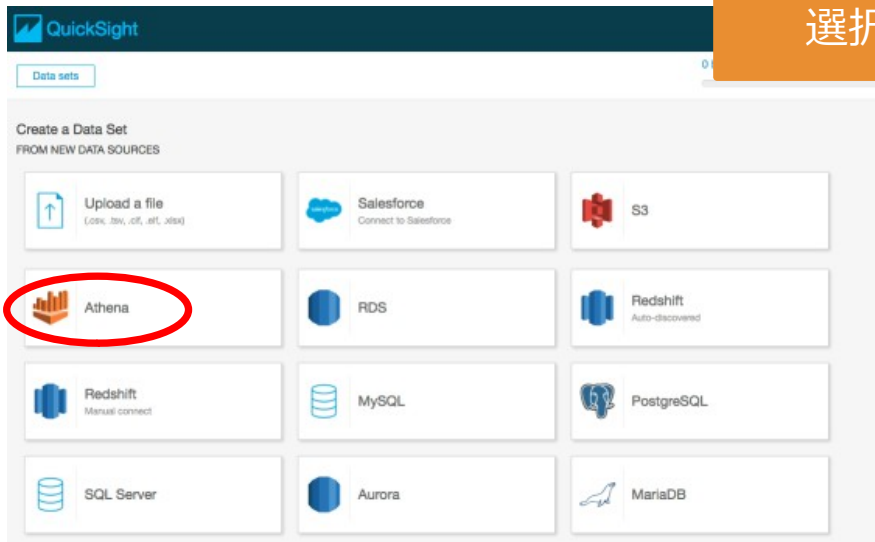 選択
QuickSight
Data sets
Create a Data Set
FROM NEW DATA SOURCES
Upload a file
(.csv, .tsv, .clf, .elf, .xlsx)
Salesforce
Connect to Salesforce
S3
Athena
RDS
Redshift
Auto-discovered
Redshift
Manual connect
MySQL
PostgreSQL
SQL Server
Aurora
MariaDB